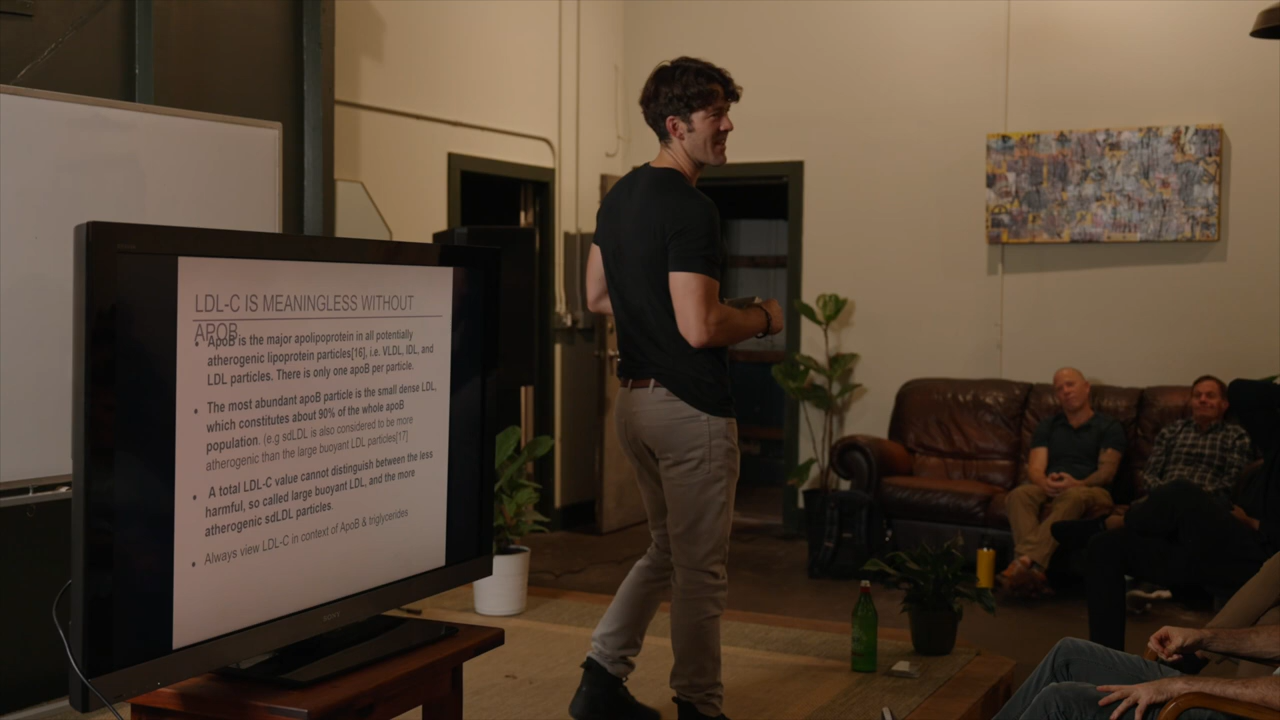 LDL-C IS MEANINGLESS WITHOUT
APOB
• ApoB is the major apolipoprotein in all potentially
atherogenic lipoprotein particles[16], i.e. VLDL, IDL, and
LDL particles. There is only one apoB per particle.
• The most abundant apoB particle is the small dense LDL,
which constitutes about 90% of the whole apoB
population. (e.g sdLDL is also considered to be more
atherogenic than the large buoyant LDL particles[17]
• A total LDL-C value cannot distinguish between the less
harmful, so called large buoyant LDL, and the more
atherogenic sdLDL particles.
• Always view LDL-C in context of ApoB & triglycerides
SONY